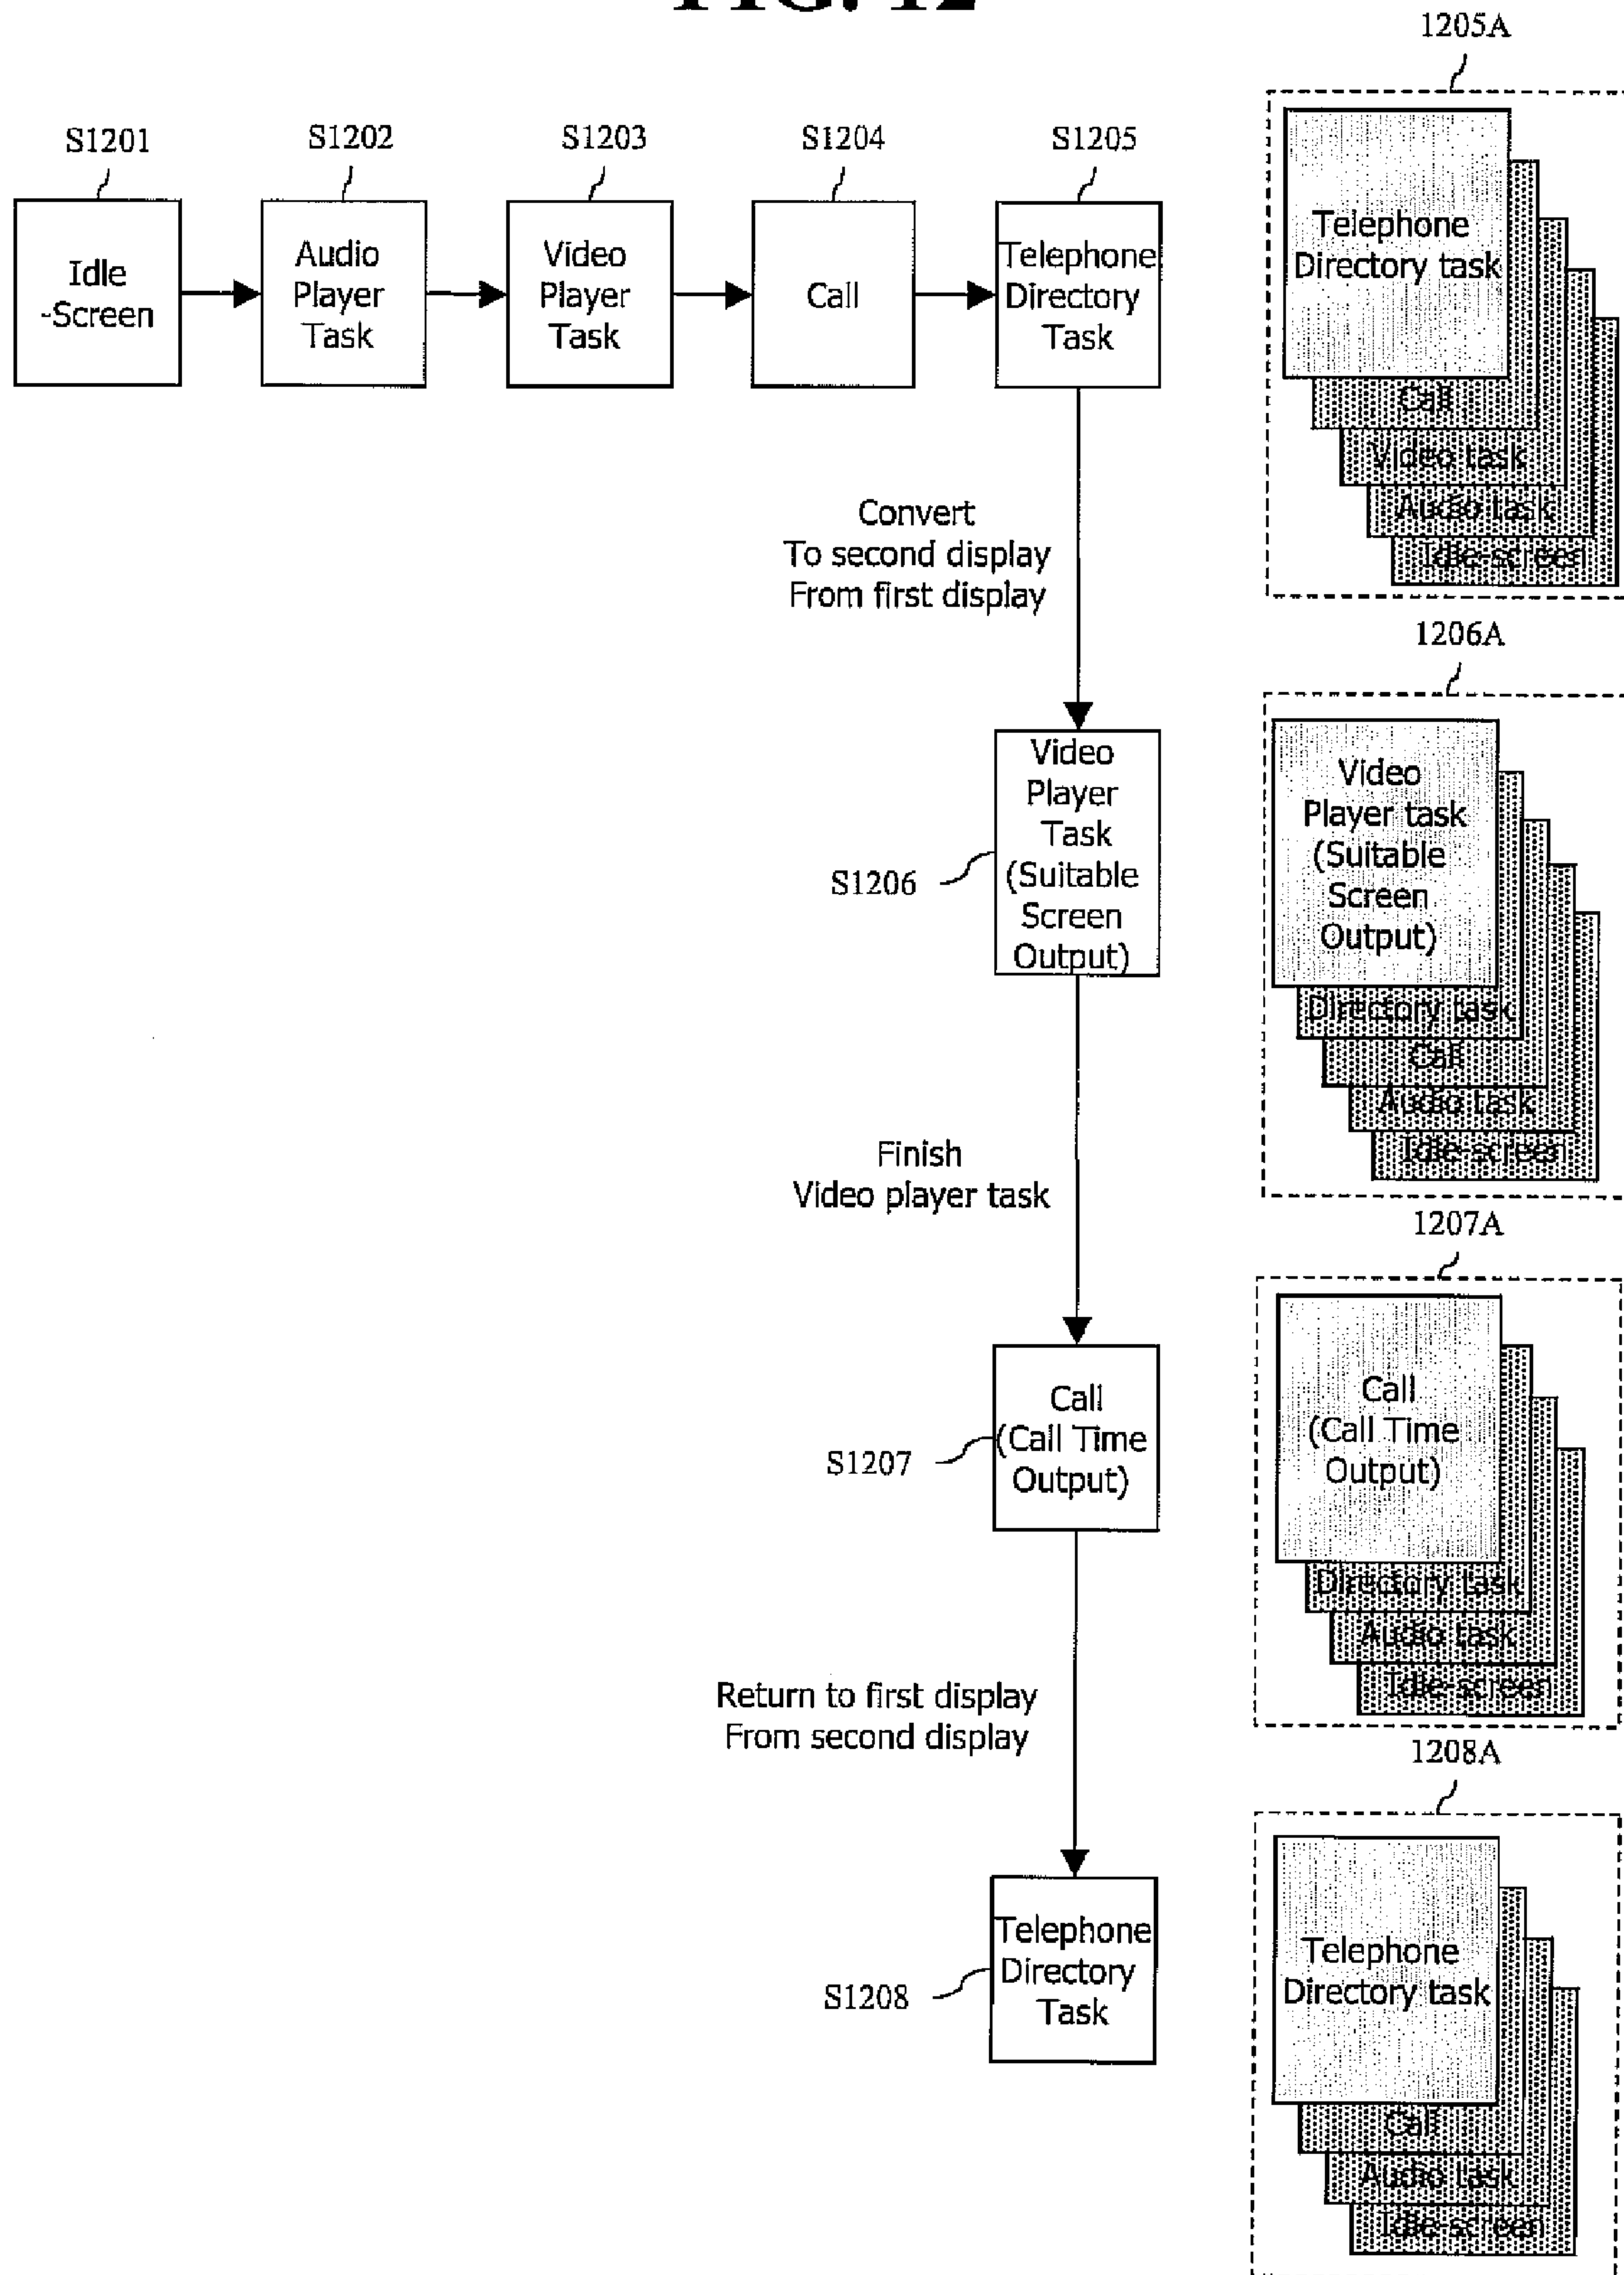 FIG. 12
1205A
S1201
S1202
S1203
S1204
S1205
Idle
-Screen
Audio
Player
Task
Video
Player
Task
Call
Telephone
Directory
Task
Telephone
Directory task
Call
Video task
Audio task
Idle-screen
Convert
To second display
From first display
1206A
Video
Player
Task
(Suitable
Screen
Output)
S1206
Video
Player task
(Suitable
Screen
Output)
Directory task
Call
Audio task
Idle-screen
Finish
Video player task
1207A
Call
(Call Time
Output)
S1207
Call
(Call Time
Output)
Directory task
Audio task
Idle-screen
Return to first display
From second display
1208A
Telephone
Directory
Task
S1208
Telephone
Directory task
Call
Audio task
Idle-screen